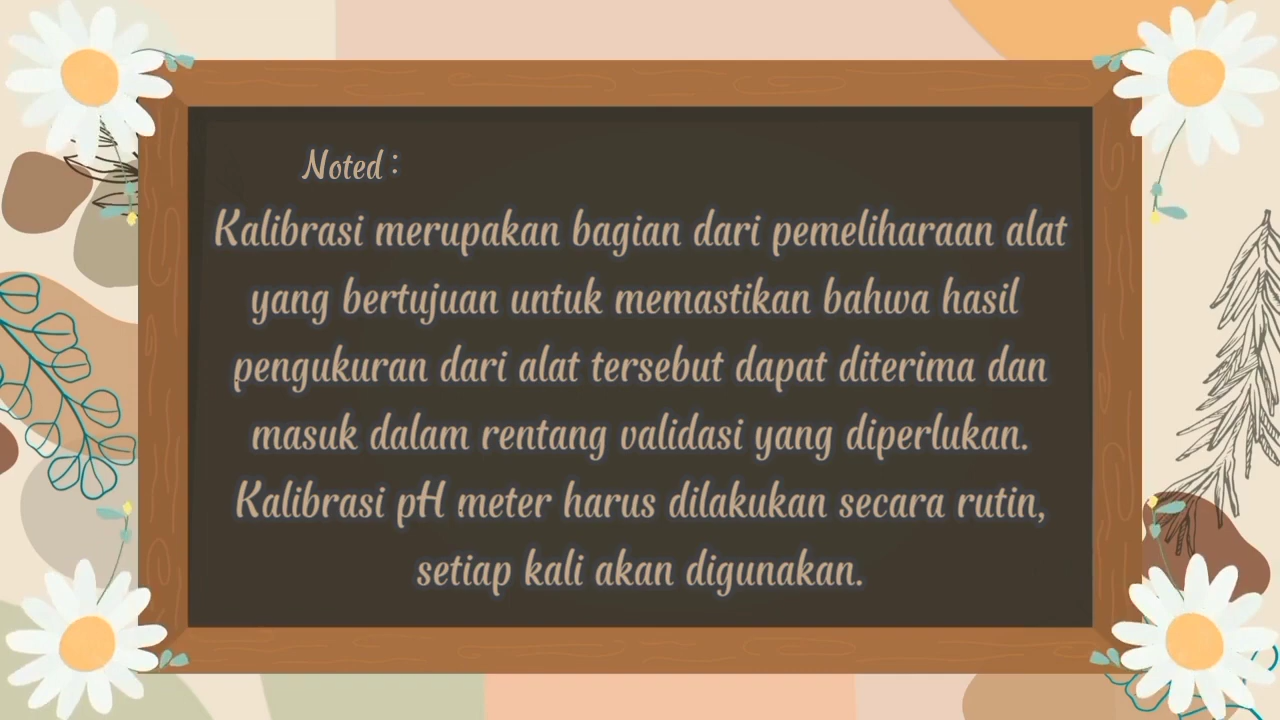 Noted :
Kalibrasi merupakan bagian dari pemeliharaan alat
yang bertujuan untuk memastikan bahwa hasil
pengukuran dari alat tersebut dapat diterima dan
masuk dalam rentang validasi yang diperlukan.
Kalibrasi pH meter harus dilakukan secara rutin,
setiap kali akan digunakan.